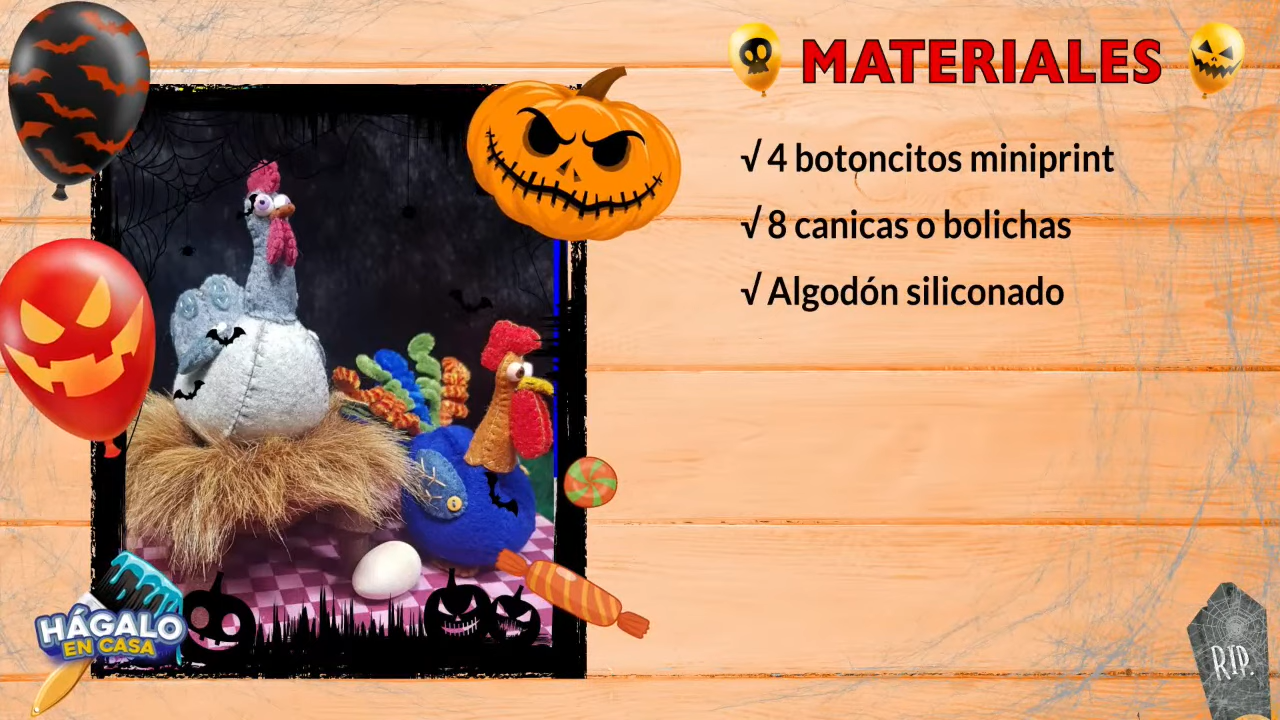 MATERIALES
√ 4 botoncitos miniprint
√ 8 canicas o bolichas
√ Algodón siliconado
HÁGALO
EN CASA
R.I.P.